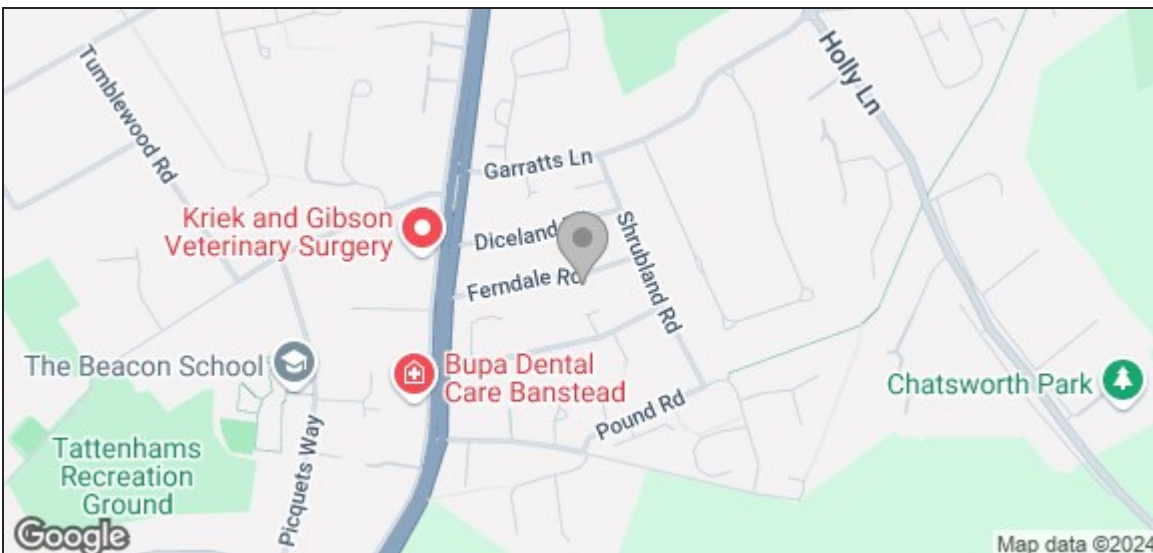 Tumblewood Rd
Holly Ln
Garratts Ln
Kriek and Gibson
Veterinary Surgery
Diceland
Shrubland Rd
Ferndale Rd
The Beacon School
Bupa Dental
Care Banstead
Chatsworth Park
Pound Rd
Tattenhams
Recreation
Ground
Picquets Way
Google
Map data ©2024